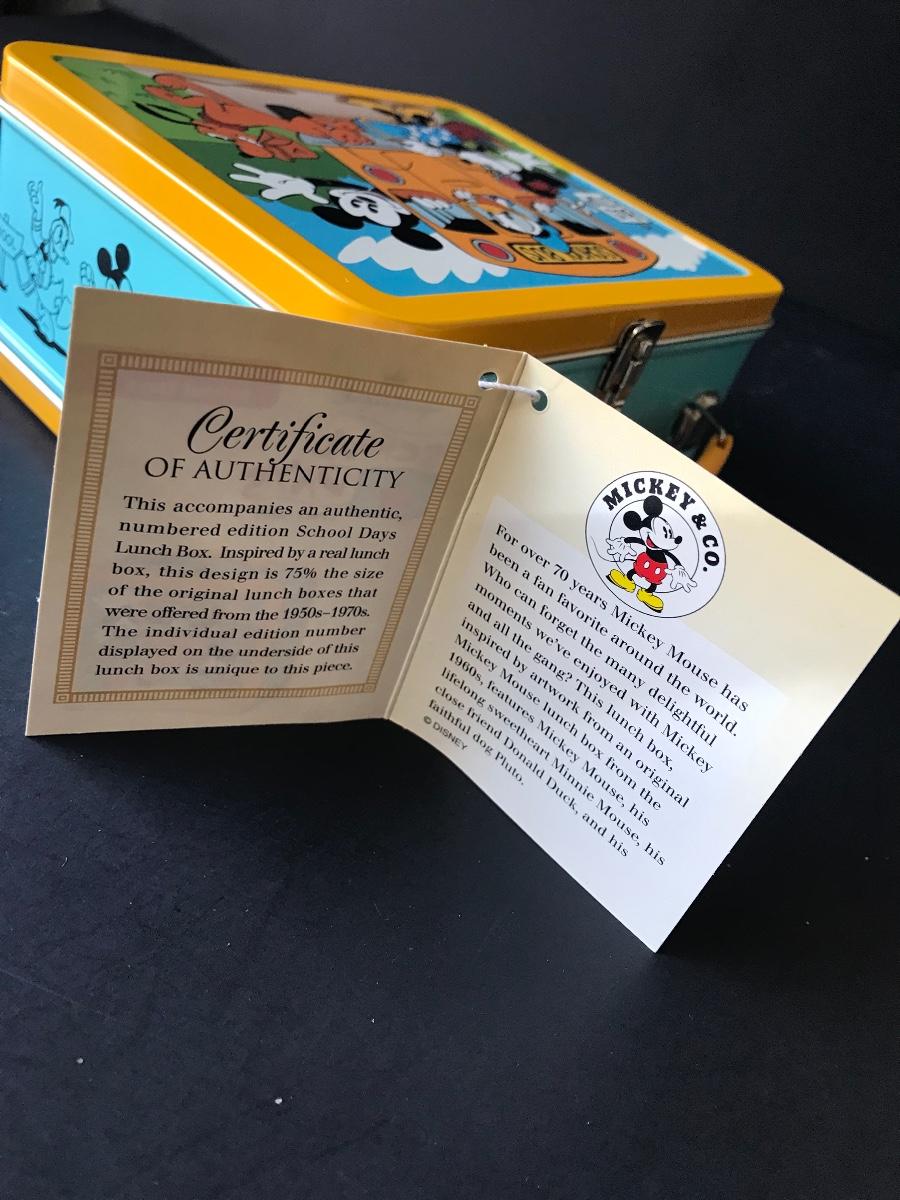 Certificate
OF AUTHENTICITY
This accompanies an authentic,
numbered edition School Days
Lunch Box. Inspired by a real lunch
box, this design is 75% the size
of the original lunch boxes that
were offered from the 1950s-1970s.
The individual edition number
displayed on the underside of this
lunch box is unique to this piece.
MICKEY & CO.
For over 70 years Mickey Mouse has
been a fan favorite around the world.
Who can forget the many delightful
moments we've enjoyed with Mickey
and all the gang? This lunch box,
inspired by artwork from an original
Mickey Mouse lunch box from the
1960s, features Mickey Mouse, his
lifelong sweetheart Minnie Mouse, his
close friend Donald Duck, and his
faithful dog Pluto.
© DISNEY